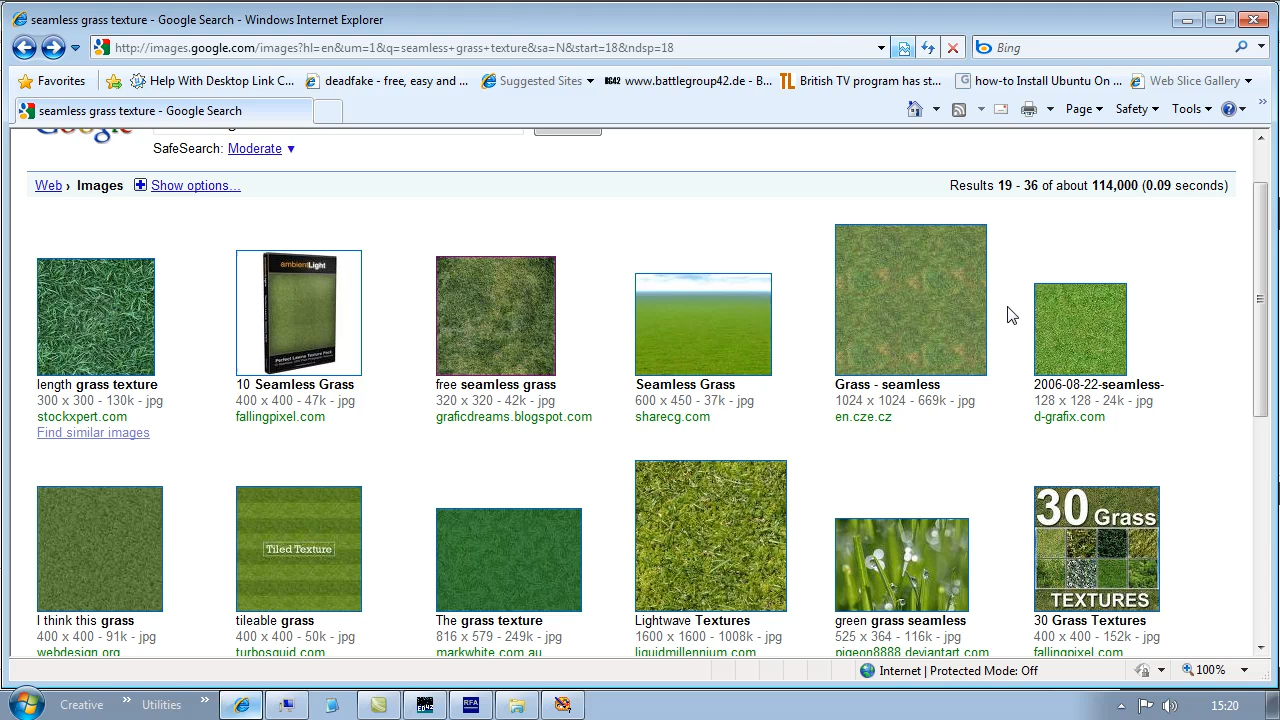 seamless grass texture - Google Search - Windows Internet Explorer
http://images.google.com/images?hl=en&um=1&q=seamless+grass+texture&sa=N&start=18&ndsp=18
Bing
Favorites
Help With Desktop Link C...
deadfake - free, easy and ...
Suggested Sites
BG42 www.battlegroup42.de - B...
TL British TV program has st...
G how-to Install Ubuntu On ...
Web Slice Gallery
seamless grass texture - Google Search
Page
Safety
Tools
Google
SafeSearch: Moderate ▼
Web › Images Show options...
Results 19 - 36 of about 114,000 (0.09 seconds)
ambientLight
Perfect Lawns Texture Pack
length grass texture
300 x 300 - 130k - jpg
stockxpert.com
Find similar images
10 Seamless Grass
400 x 400 - 47k - jpg
fallingpixel.com
free seamless grass
320 x 320 - 42k - jpg
graficdreams.blogspot.com
Seamless Grass
600 x 450 - 37k - jpg
sharecg.com
Grass - seamless
1024 x 1024 - 669k - jpg
en.cze.cz
2006-08-22-seamless-
128 x 128 - 24k - jpg
d-grafix.com
Tiled Texture
30 Grass
TEXTURES
I think this grass
400 x 400 - 91k - jpg
webdesign.org
tileable grass
400 x 400 - 50k - jpg
turbosquid.com
The grass texture
816 x 579 - 249k - jpg
markwhite.com.au
Lightwave Textures
1600 x 1600 - 1008k - jpg
liquidmillennium.com
green grass seamless
525 x 364 - 116k - jpg
pigeon8888.deviantart.com
30 Grass Textures
400 x 400 - 152k - jpg
fallingpixel.com
Internet | Protected Mode: Off
100%
Creative
Utilities
RFA
15:20